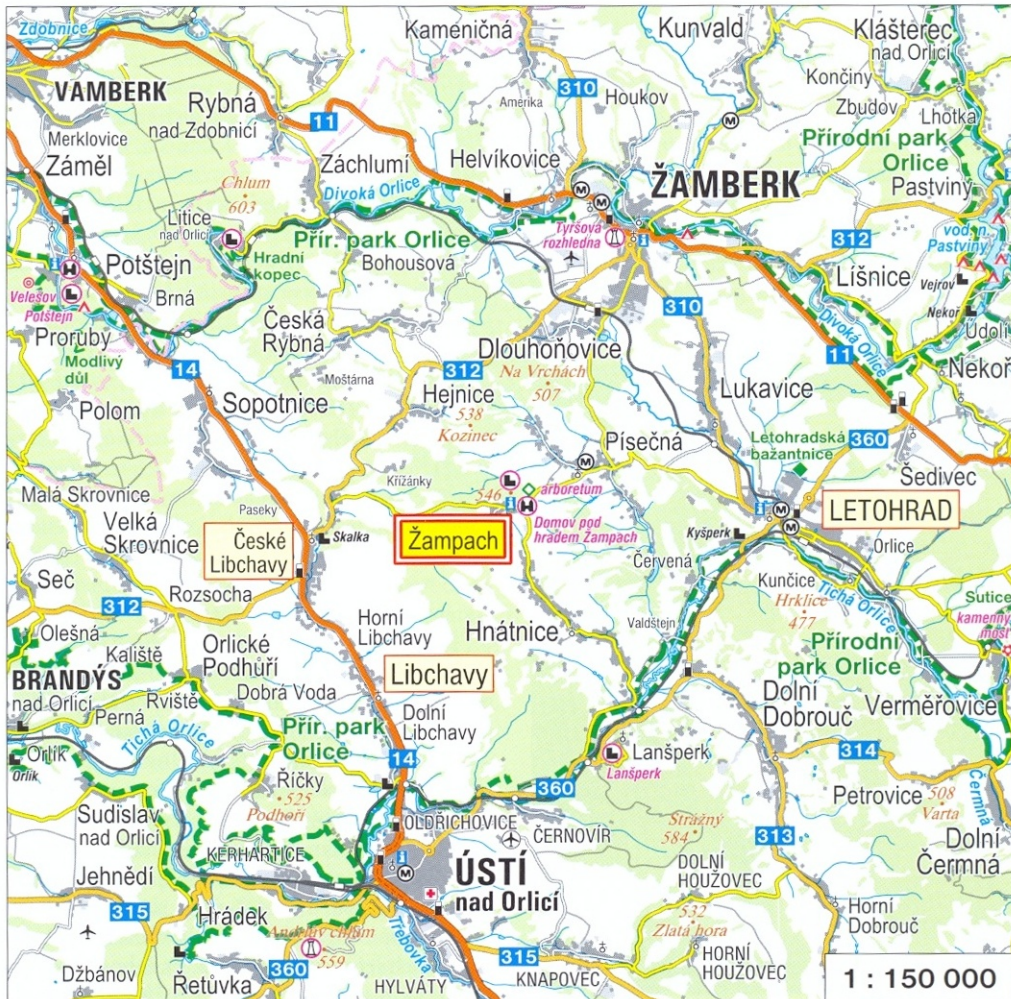 Zdobnice
Kameničná
Kunvald
Klášterec
nad Orlicí
VAMBERK
Rybná
nad Zdobnicí
310
Amerika
Houkov
Končiny
Zbudov
Lhotka
Merklovice
11
Záměl
Záchlumí
Helvíkovice
Přírodní park
Orlice
Pastviny
Chlum
603
Divoká Orlice
ŽAMBERK
Litice
nad Orlicí
Tyršova
rozhledna
vod. n.
Pastviny
312
Přír. park Orlice
Hradní
kopec
Bohousová
Potštejn
Brná
Líšnice
Vejrov
Velešov
Potštejn
310
Nekoř
Údolí
Proruby
Česká
Rybná
Divoká Orlice
Modlivý
důl
14
Dlouhoňovice
11
Nekoř
312
Na Vrchách
507
Moštárna
Hejnice
Lukavice
Polom
Sopotnice
538
Kozinec
Písečná
Letohradská
bažantnice
360
Šedivec
Křížánky
546
arboretum
Malá Skrovnice
Paseky
Velká
Skrovnice
Domov pod
hradem Žampach
LETOHRAD
České
Libchavy
Skalka
Žampach
Kyšperk
Orlice
Červená
Seč
Rozsocha
Kunčice
Tichá Orlice
Sutice
312
Horní
Libchavy
Hrklice
477
kamenný
most
Olešná
Hnátnice
Valdštejn
Kaliště
Orlické
Podhůří
Přírodní
park Orlice
BRANDÝS
nad Orlicí
Rviště
Dobrá Voda
Libchavy
Perná
Dolní
Dobrouč
Verměřovice
Tichá Orlice
Přír. park
Orlice
Dolní
Libchavy
Orlík
Orlík
14
Lanšperk
Lanšperk
314
Říčky
525
Podhoří
360
Petrovice
508
Varta
Čermná
Sudislav
nad Orlicí
OLDŘICHOVICE
ČERNOVÍR
Strážný
584
313
Dolní
Čermná
KERHARTICE
Jehnědí
ÚSTÍ
nad Orlicí
DOLNÍ
HOUŽOVEC
315
Hrádek
Třebovka
532
Zlatá hora
Horní
Dobrouč
Andrlův chlum
559
315
HORNÍ
HOUŽOVEC
Džbánov
Řetůvka
360
HYLVÁTY
KNAPOVEC
1 : 150 000